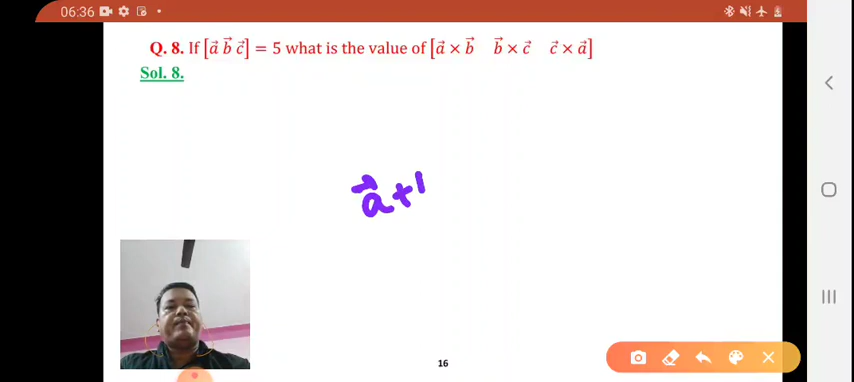 06:36
Q. 8. If [a⃗ b⃗ c⃗] = 5 what is the value of [a⃗ × b⃗ b⃗ × c⃗ c⃗ × a⃗]
Sol. 8.
a⃗ +
16